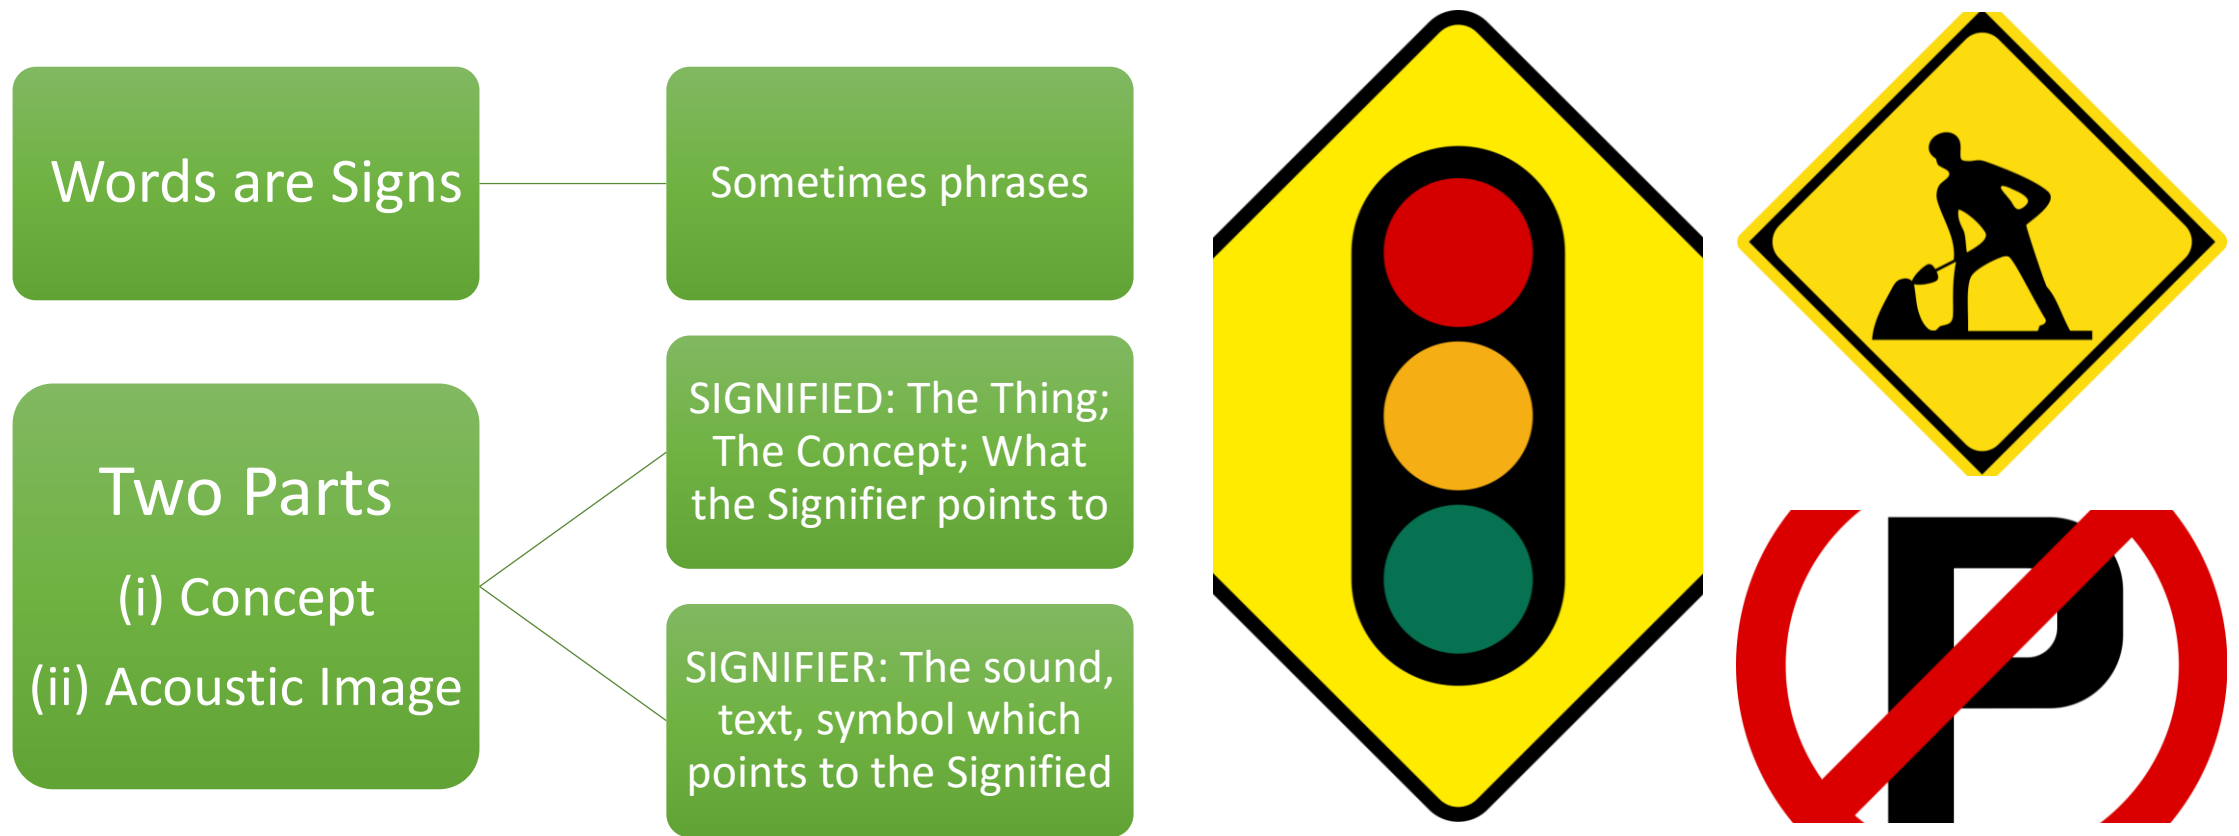 Words are Signs
Sometimes phrases
Two Parts
(i) Concept
(ii) Acoustic Image
SIGNIFIED: The Thing;
The Concept; What
the Signifier points to
SIGNIFIER: The sound,
text, symbol which
points to the Signified
P